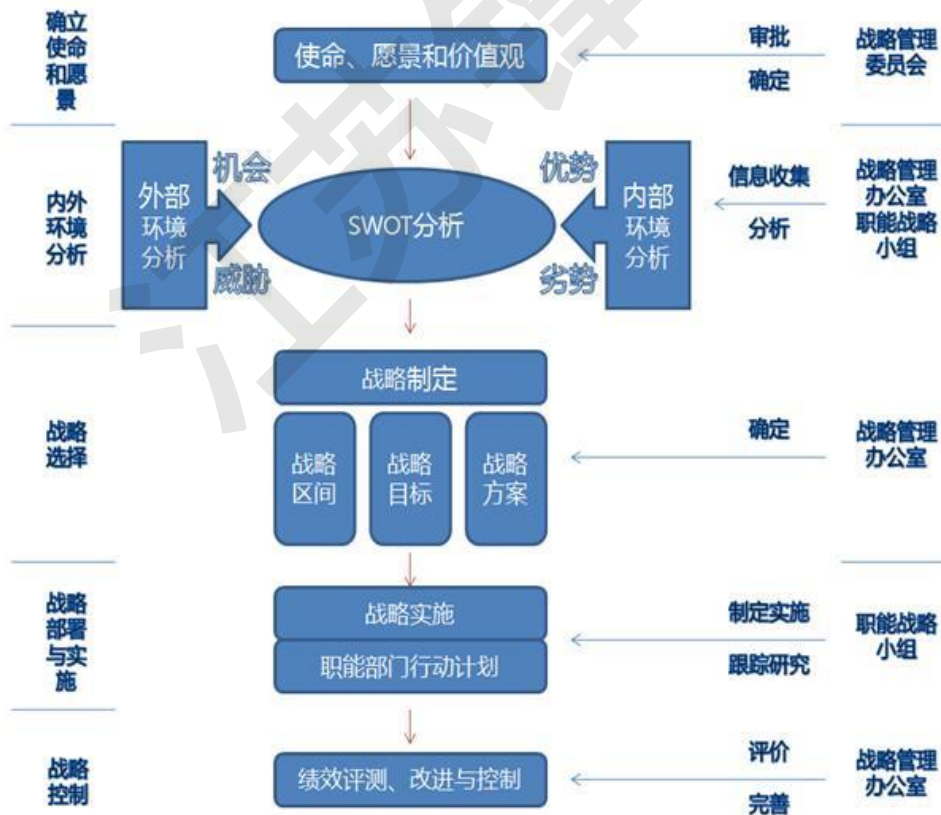 确立
使命
和愿
景
使命、愿景和价值观
审批
确定
战略管理
委员会
内外
环境
分析
外部
环境
分析
机会
威胁
SWOT分析
优势
劣势
内部
环境
分析
信息收集
分析
战略管理
办公室
职能战略
小组
战略
选择
战略制定
战略
区间
战略
目标
战略
方案
确定
战略管理
办公室
战略
部署
与实
施
战略实施
职能部门行动计划
制定实施
跟踪研究
职能战略
小组
战略
控制
绩效评测、改进与控制
评价
完善
战略管理
办公室
江苏